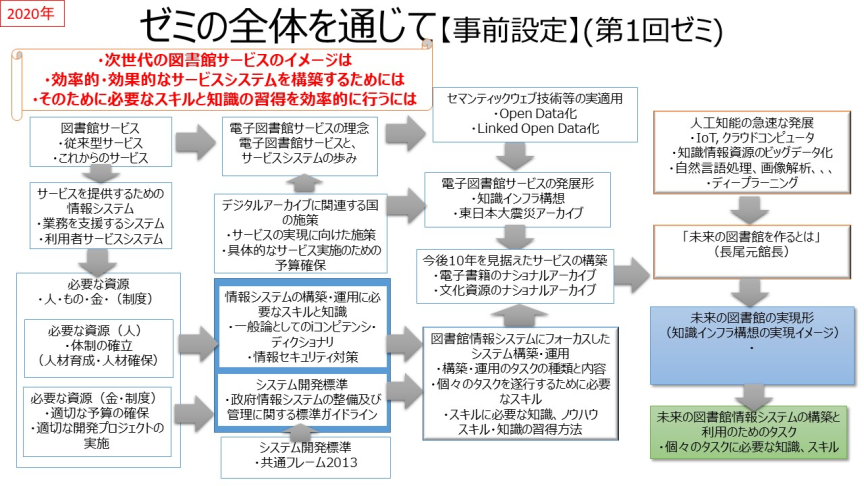 2020年
ゼミの全体を通じて【事前設定】(第1回ゼミ)
・次世代の図書館サービスのイメージは
・効率的・効果的なサービスシステムを構築するためには
・そのために必要なスキルと知識の習得を効率的に行うには
図書館サービス
・従来型サービス
・これからのサービス
サービスを提供するための
情報システム
・業務を支援するシステム
・利用者サービスシステム
必要な資源
・人・もの・金・（制度）
必要な資源（人）
・体制の確立
（人材育成・人材確保）
必要な資源（金・制度）
・適切な予算の確保
・適切な開発プロジェクトの
実施
電子図書館サービスの理念
電子図書館サービスと、
サービスシステムの歩み
デジタルアーカイブに関連する国
の施策
・サービスの実現に向けた施策
・具体的なサービス実施のための
予算確保
情報システムの構築・運用に必
要なスキルと知識
・一般論としてのiコンピテンシ・
ディクショナリ
・情報セキュリティ対策
システム開発標準
・政府情報システムの整備及び
管理に関する標準ガイドライン
システム開発標準
・共通フレーム2013
セマンティックウェブ技術等の実適用
・Open Data化
・Linked Open Data化
電子図書館サービスの発展形
・知識インフラ構想
・東日本大震災アーカイブ
今後10年を見据えたサービスの構築
・電子書籍のナショナルアーカイブ
・文化資源のナショナルアーカイブ
図書館情報システムにフォーカスした
システム構築・運用
・構築・運用のタスクの種類と内容
・個々のタスクを遂行するために必要
なスキル
・スキルに必要な知識、ノウハウ
スキル・知識の習得方法
人工知能の急速な発展
・IoT, クラウドコンピュータ
・知識情報資源のビッグデータ化
・自然言語処理、画像解析、、、
・ディープラーニング
「未来の図書館を作るとは」
（長尾元館長）
未来の図書館の実現形
（知識インフラ構想の実現イメージ）
・
未来の図書館情報システムの構築と
利用のためのタスク
・個々のタスクに必要な知識、スキル